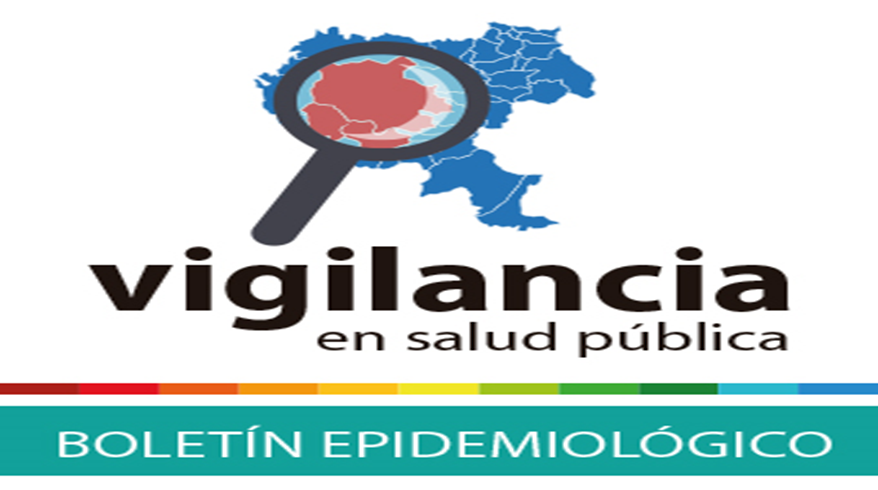 vigilancia
en salud pública
BOLETÍN EPIDEMIOLÓGICO